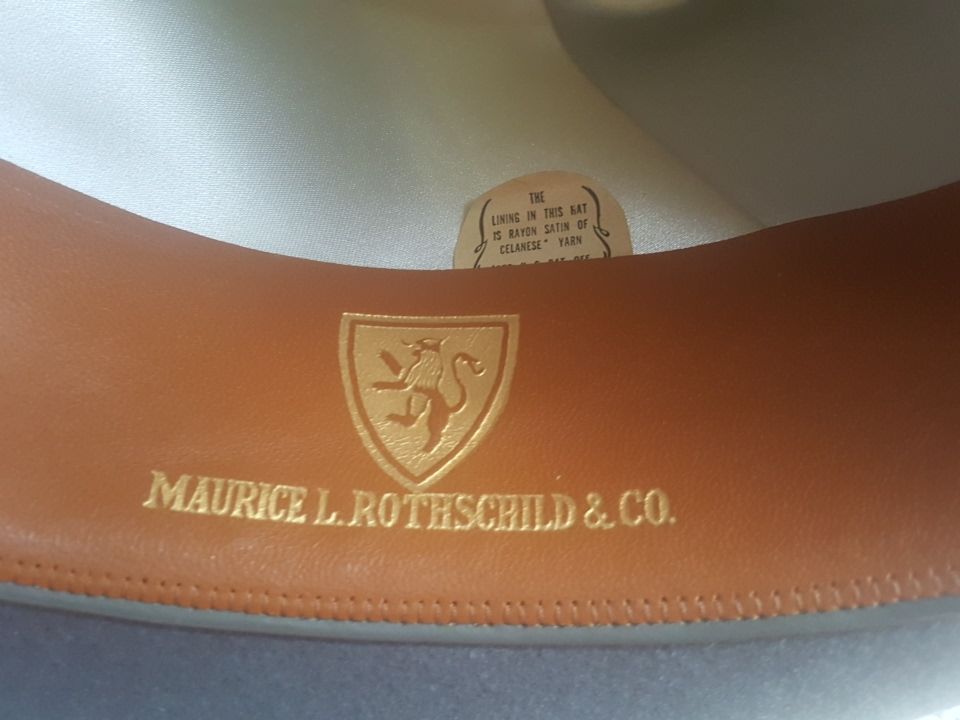 THE
LINING IN THIS HAT
IS RAYON SATIN OF
CELANESE* YARN
MAURICE L. ROTHSCHILD & CO.